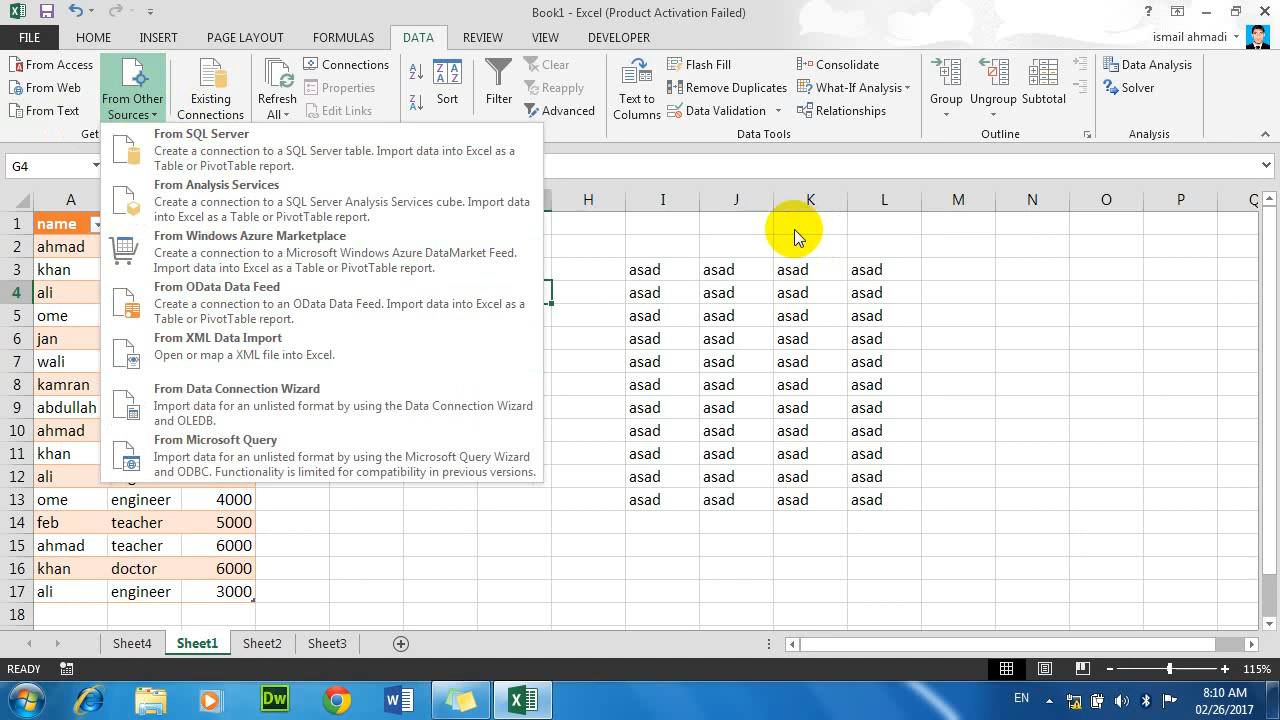 Book1 - Excel (Product Activation Failed)
FILE HOME INSERT PAGE LAYOUT FORMULAS DATA REVIEW VIEW DEVELOPER ismail ahmadi
From Access
From Web
From Text
From Other
Sources
Existing
Connections
Refresh
All
Connections
Properties
Edit Links
Sort
Filter
Clear
Reapply
Advanced
Text to
Columns
Flash Fill
Remove Duplicates
Data Validation
Consolidate
What-If Analysis
Relationships
Group
Ungroup
Subtotal
Data Analysis
Solver
Get Data Tools Outline Analysis
G4
From SQL Server
Create a connection to a SQL Server table. Import data into Excel as a
Table or PivotTable report.
From Analysis Services
Create a connection to a SQL Server Analysis Services cube. Import data
into Excel as a Table or PivotTable report.
From Windows Azure Marketplace
Create a connection to a Microsoft Windows Azure DataMarket Feed.
Import data into Excel as a Table or PivotTable report.
From OData Data Feed
Create a connection to an OData Data Feed. Import data into Excel as a
Table or PivotTable report.
From XML Data Import
Open or map a XML file into Excel.
From Data Connection Wizard
Import data for an unlisted format by using the Data Connection Wizard
and OLEDB.
From Microsoft Query
Import data for an unlisted format by using the Microsoft Query Wizard
and ODBC. Functionality is limited for compatibility in previous versions.
A H I J K L M N O P Q
1 name
2 ahmad
3 khan asad asad asad asad
4 ali asad asad asad asad
5 ome asad asad asad asad
6 jan asad asad asad asad
7 wali asad asad asad asad
8 kamran asad asad asad asad
9 abdullah asad asad asad asad
10 ahmad asad asad asad asad
11 khan asad asad asad asad
12 ali asad asad asad asad
13 ome engineer 4000 asad asad asad asad
14 feb teacher 5000
15 ahmad teacher 6000
16 khan doctor 6000
17 ali engineer 3000
18
Sheet4 Sheet1 Sheet2 Sheet3
READY 115%
Dw EN 8:10 AM
02/26/2017